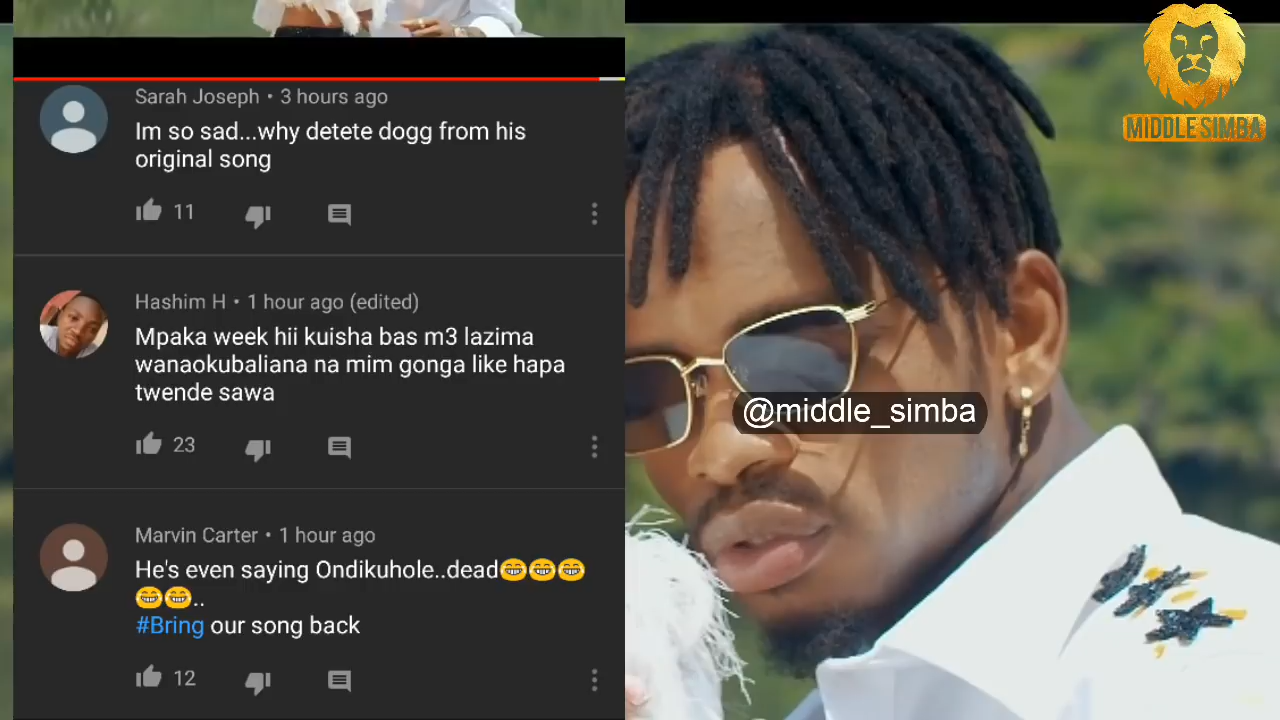 MIDDLE SIMBA
Sarah Joseph • 3 hours ago
Im so sad...why detete dogg from his
original song
11
Hashim H • 1 hour ago (edited)
Mpaka week hii kuisha bas m3 lazima
wanaokubaliana na mim gonga like hapa
twende sawa
23
@middle_simba
Marvin Carter • 1 hour ago
He's even saying Ondikuhole..dead😂😂😂
😂😂..
#Bring our song back
12